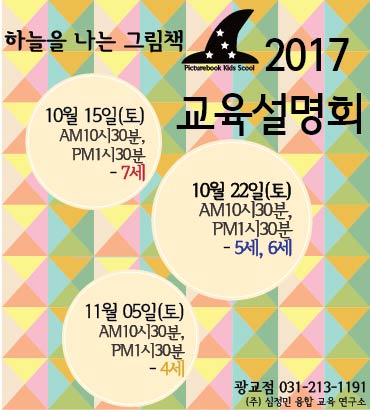 하늘을 나는 그림책
Picturebook Kids Scool
2017
교육설명회
10월 15일(토)
AM10시30분,
PM1시30분
- 7세
10월 22일(토)
AM10시30분,
PM1시30분
- 5세, 6세
11월 05일(토)
AM10시30분,
PM1시30분
- 4세
광교점 031-213-1191
(주) 심정민 융합 교육 연구소